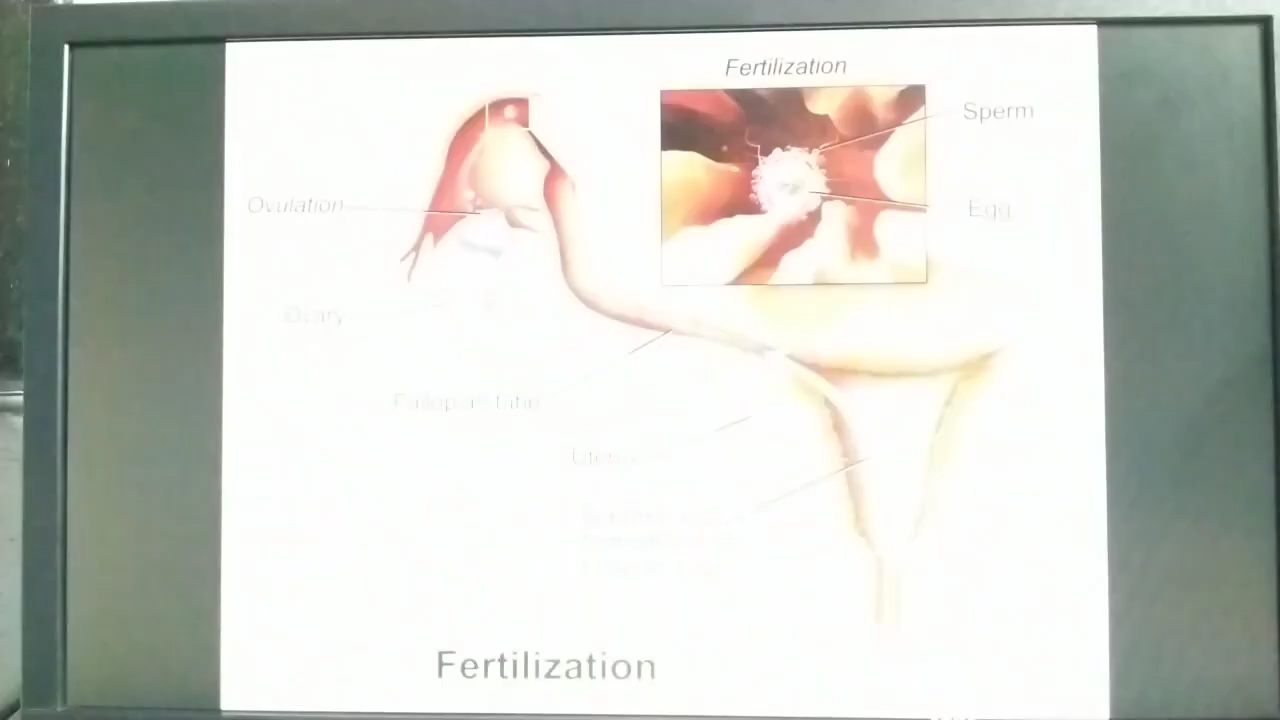 Fertilization
Sperm
Ovulation
Egg
Ovary
Fallopian tube
Uterus
Fertilization